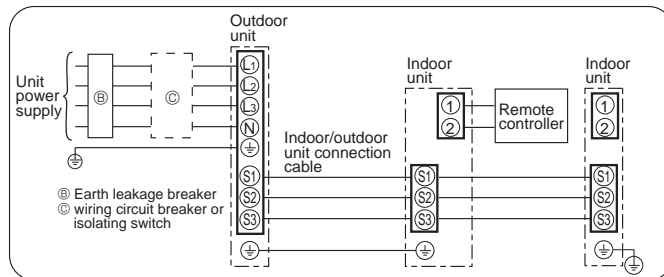 Outdoor
unit
Unit
power
supply
Ⓑ
Ⓒ
L1
L2
L3
N
S1
S2
S3
Indoor/outdoor
unit connection
cable
Indoor
unit
1
2
Remote
controller
S1
S2
S3
Indoor
unit
1
2
S1
S2
S3
Ⓑ Earth leakage breaker
Ⓒ wiring circuit breaker or
isolating switch